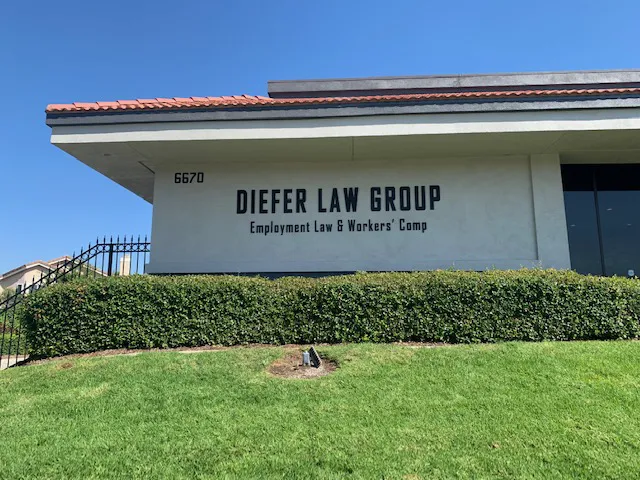 6670
DIEFER LAW GROUP
Employment Law & Workers' Comp